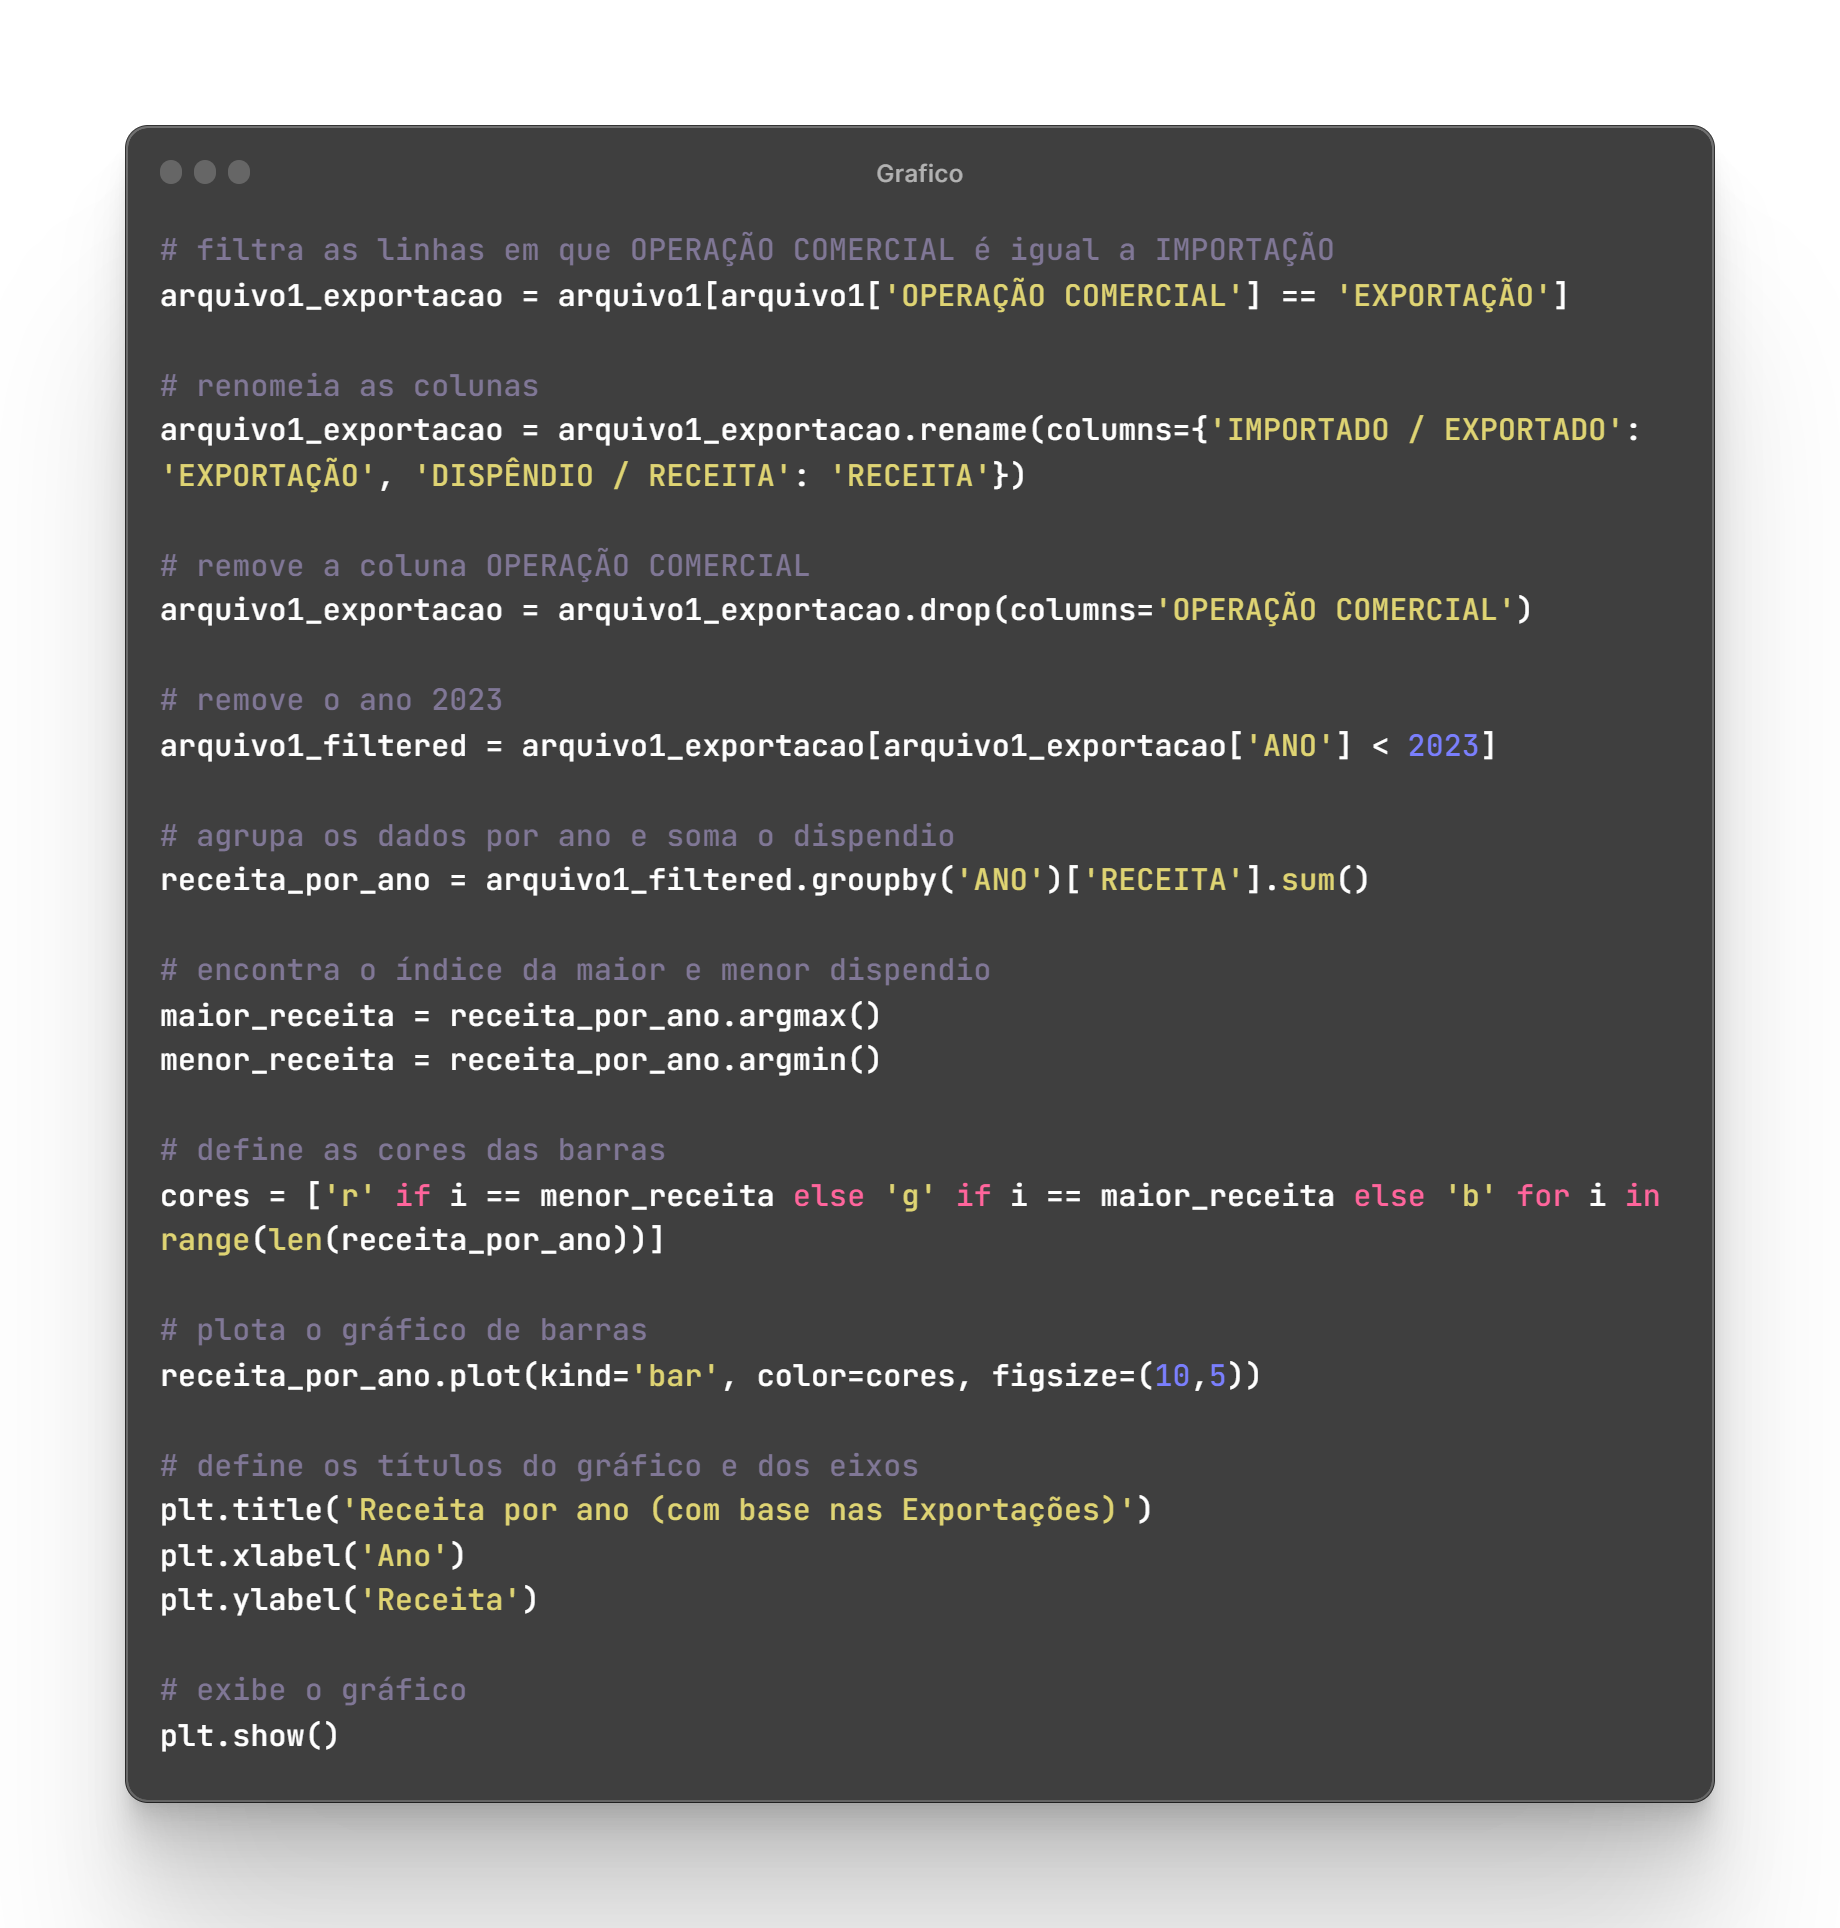 Grafico
# filtra as linhas em que OPERAÇÃO COMERCIAL é igual a IMPORTAÇÃO
arquivo1_exportacao = arquivo1[arquivo1['OPERAÇÃO COMERCIAL'] == 'EXPORTAÇÃO']
# renomeia as colunas
arquivo1_exportacao = arquivo1_exportacao.rename(columns={'IMPORTADO / EXPORTADO':
'EXPORTAÇÃO', 'DISPÊNDIO / RECEITA': 'RECEITA'})
# remove a coluna OPERAÇÃO COMERCIAL
arquivo1_exportacao = arquivo1_exportacao.drop(columns='OPERAÇÃO COMERCIAL')
# remove o ano 2023
arquivo1_filtered = arquivo1_exportacao[arquivo1_exportacao['ANO'] < 2023]
# agrupa os dados por ano e soma o dispendio
receita_por_ano = arquivo1_filtered.groupby('ANO')['RECEITA'].sum()
# encontra o índice da maior e menor dispendio
maior_receita = receita_por_ano.argmax()
menor_receita = receita_por_ano.argmin()
# define as cores das barras
cores = ['r' if i == menor_receita else 'g' if i == maior_receita else 'b' for i in
range(len(receita_por_ano))]
# plota o gráfico de barras
receita_por_ano.plot(kind='bar', color=cores, figsize=(10,5))
# define os títulos do gráfico e dos eixos
plt.title('Receita por ano (com base nas Exportações)')
plt.xlabel('Ano')
plt.ylabel('Receita')
# exibe o gráfico
plt.show()